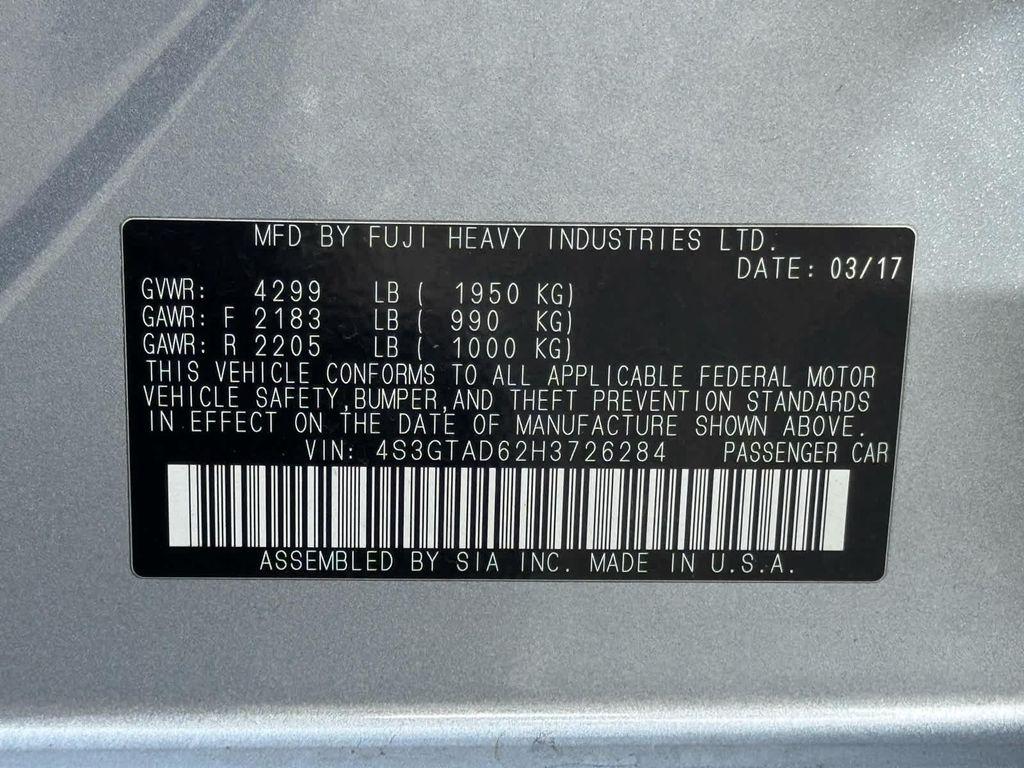 MFD BY FUJI HEAVY INDUSTRIES LTD.
DATE: 03/17
GVWR: 4299 LB ( 1950 KG)
GAWR: F 2183 LB ( 990 KG)
GAWR: R 2205 LB ( 1000 KG)
THIS VEHICLE CONFORMS TO ALL APPLICABLE FEDERAL MOTOR
VEHICLE SAFETY,BUMPER,AND THEFT PREVENTION STANDARDS
IN EFFECT ON THE DATE OF MANUFACTURE SHOWN ABOVE.
VIN: 4S3GTAD62H3726284 PASSENGER CAR
ASSEMBLED BY SIA INC. MADE IN U.S.A.